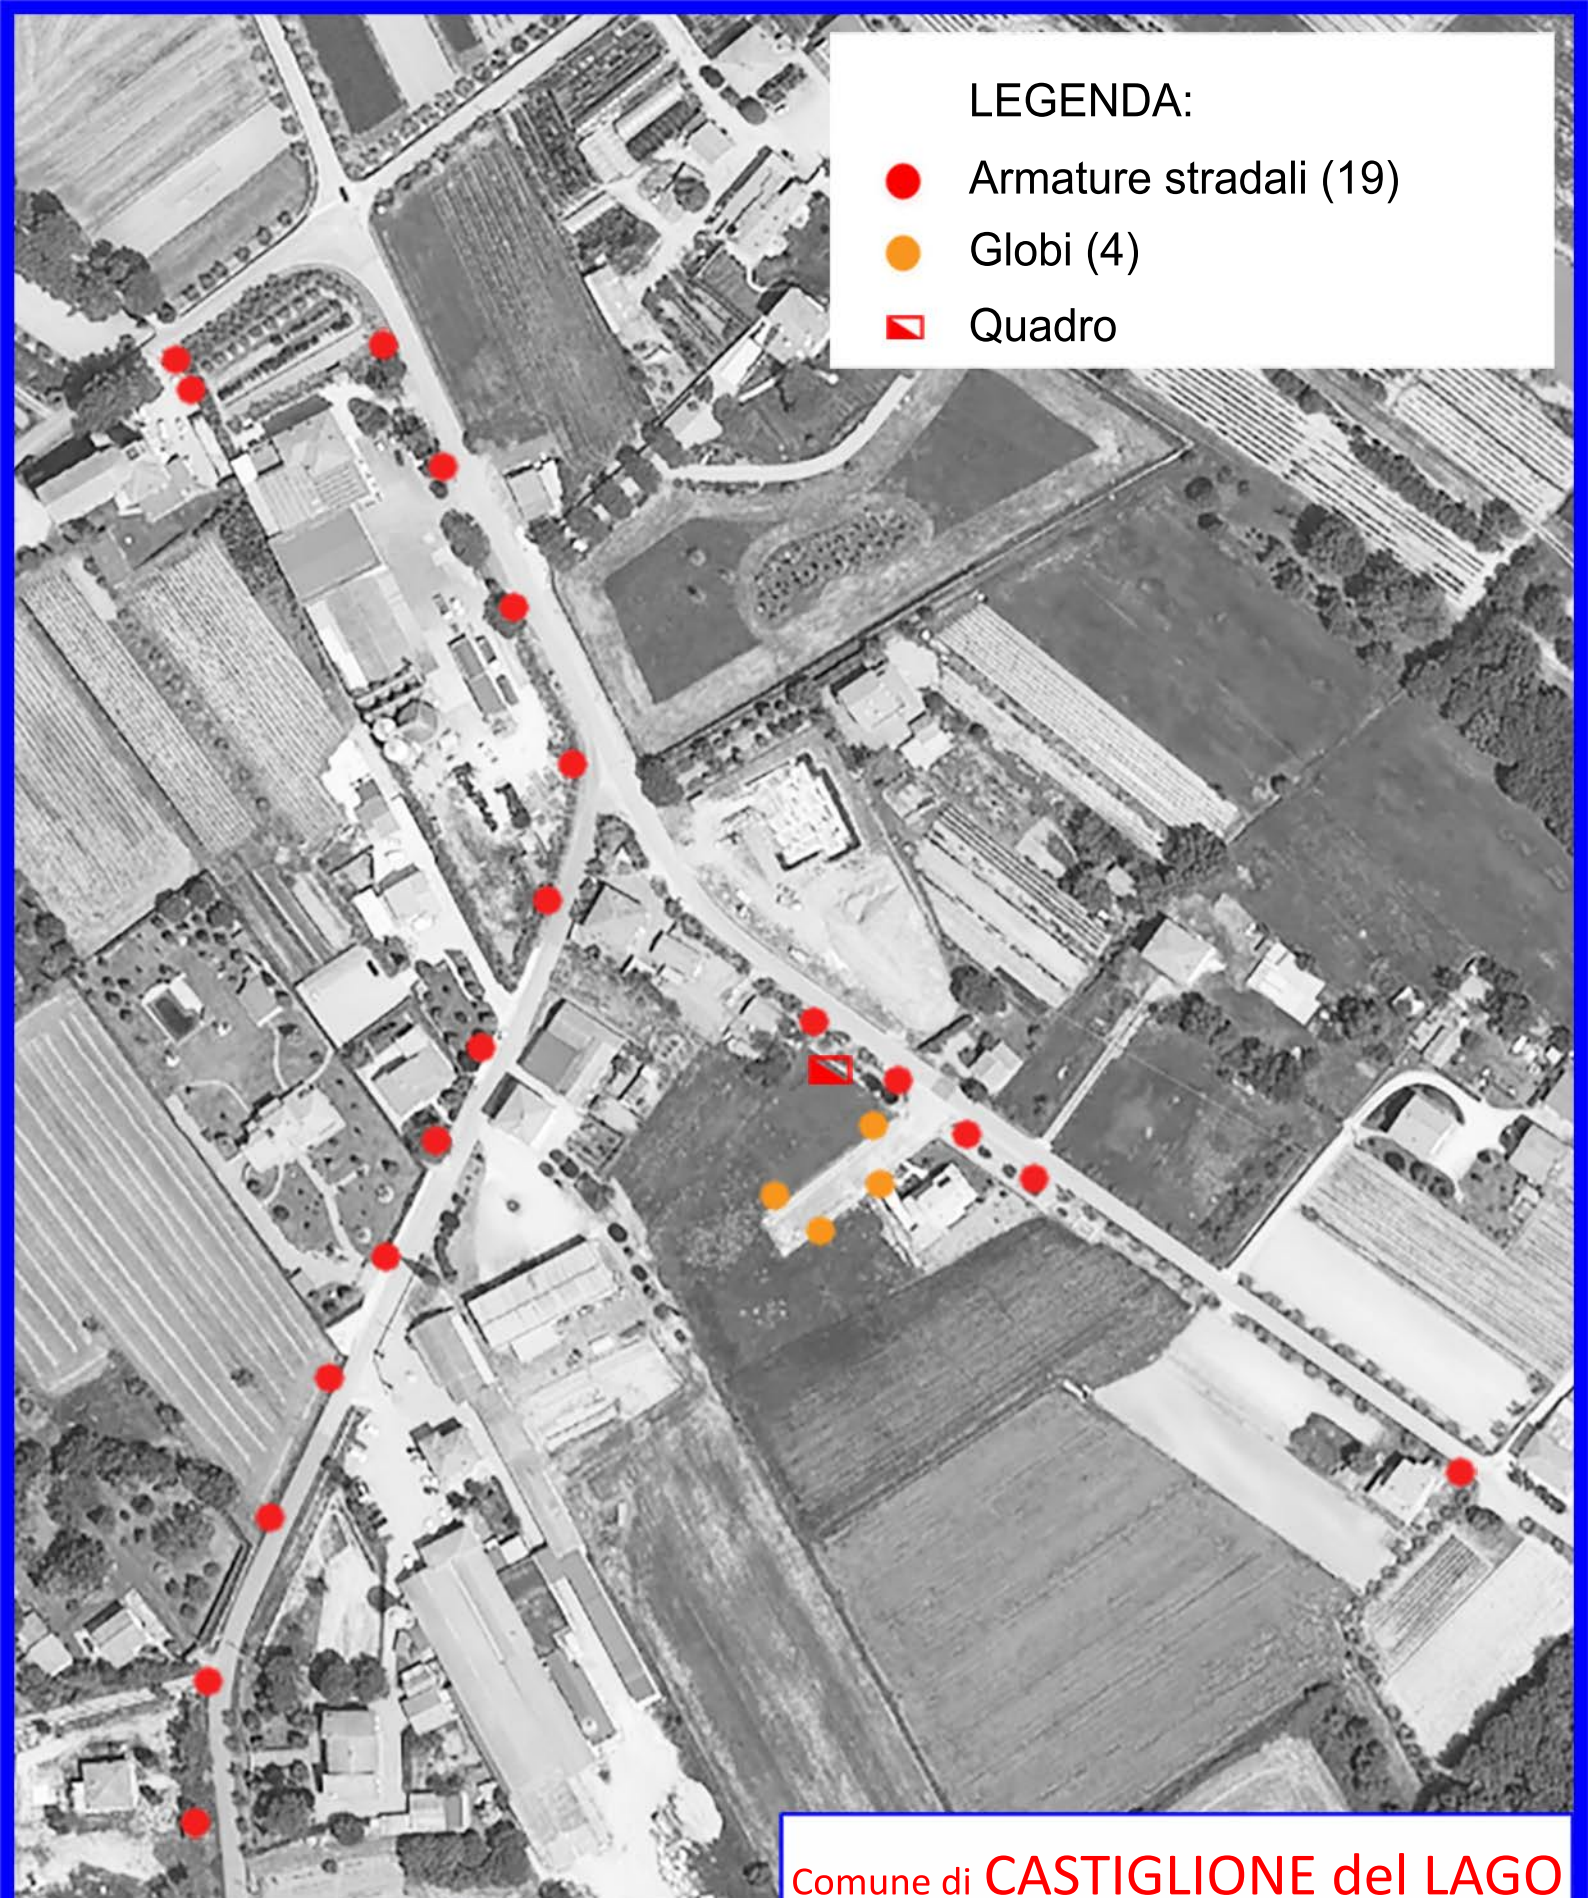 LEGENDA:
Armature stradali (19)
Globi (4)
Quadro
Comune di CASTIGLIONE del LAGO